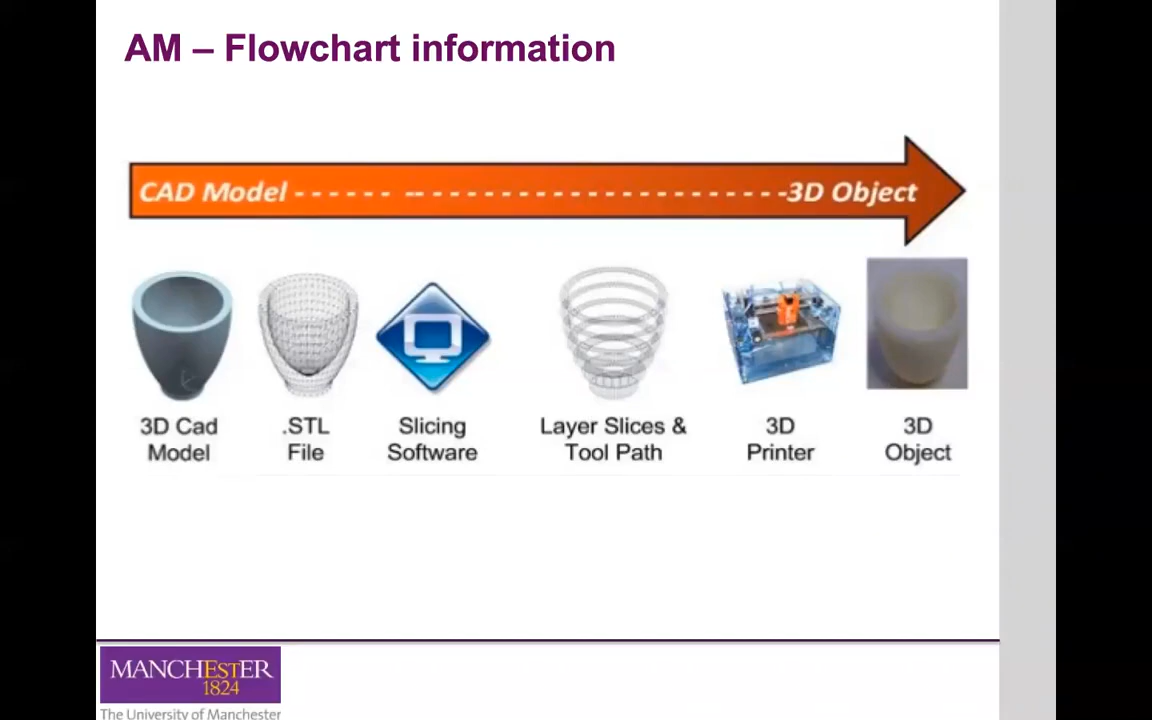 AM – Flowchart information
CAD Model - - - - - - -- - - - - - - - - - - - - - - - - - - - - -3D Object
3D Cad
Model
.STL
File
Slicing
Software
Layer Slices &
Tool Path
3D
Printer
3D
Object
MANCHESTER
1824
The University of Manchester